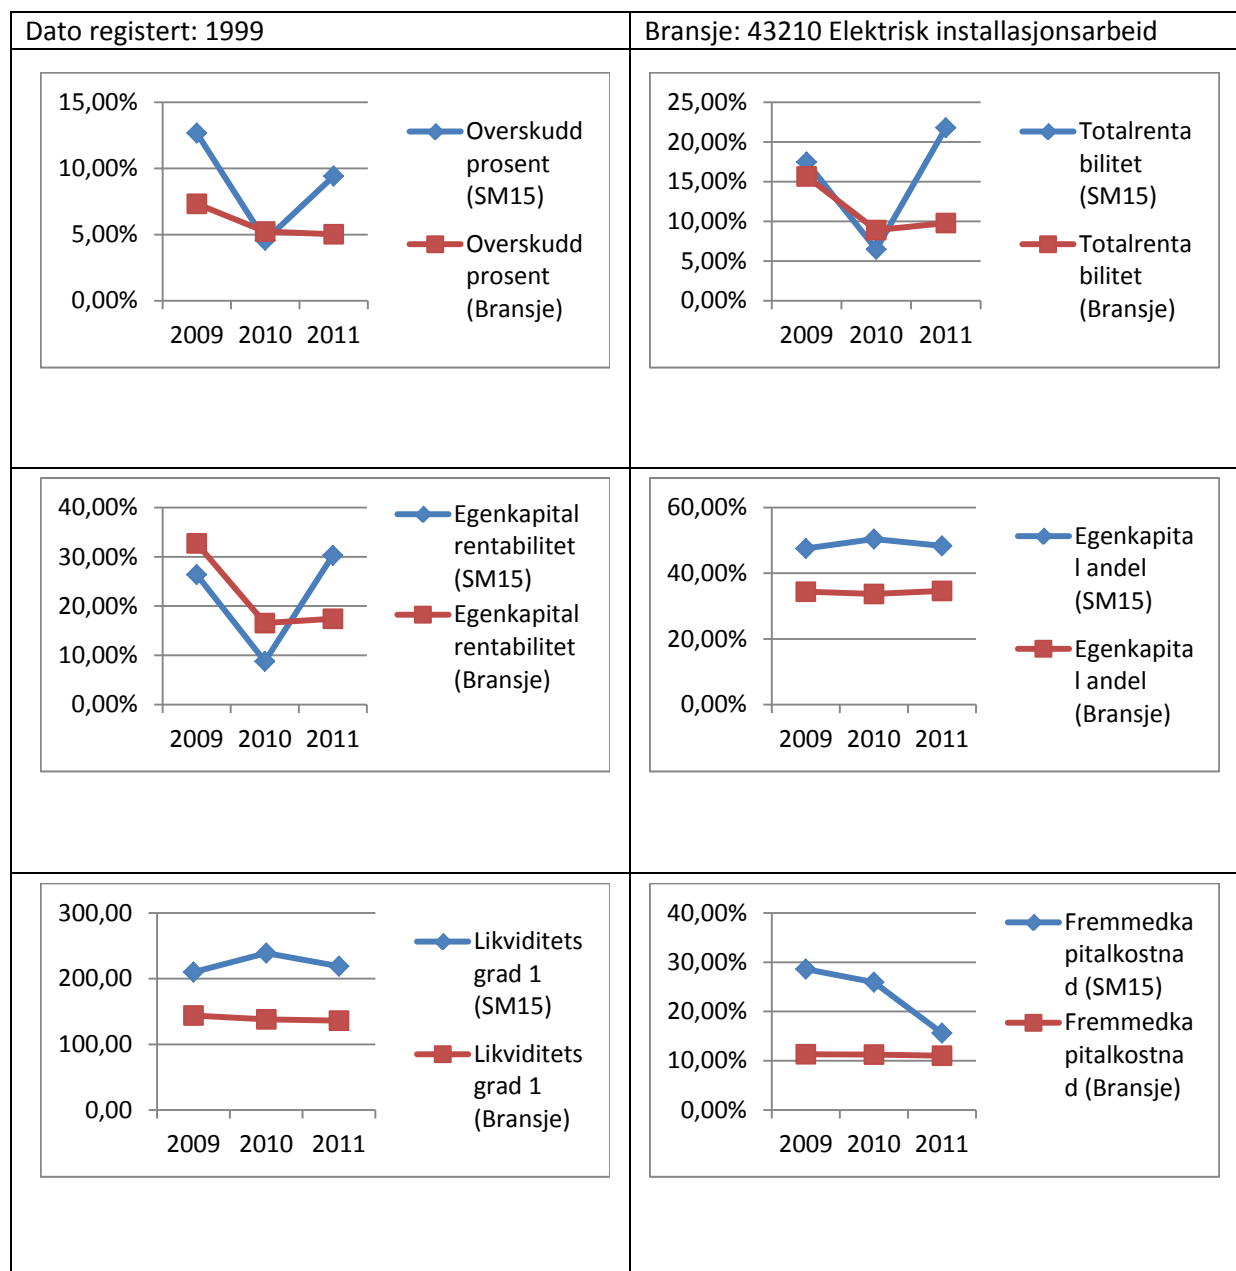 Dato registert: 1999
Bransje: 43210 Elektrisk installasjonsarbeid
15,00%
10,00%
5,00%
0,00%
2009 2010 2011
Overskudd
prosent
(SM15)
Overskudd
prosent
(Bransje)
25,00%
20,00%
15,00%
10,00%
5,00%
0,00%
2009 2010 2011
Totalrenta
bilitet
(SM15)
Totalrenta
bilitet
(Bransje)
40,00%
30,00%
20,00%
10,00%
0,00%
2009 2010 2011
Egenkapital
rentabilitet
(SM15)
Egenkapital
rentabilitet
(Bransje)
60,00%
40,00%
20,00%
0,00%
2009 2010 2011
Egenkapita
l andel
(SM15)
Egenkapita
l andel
(Bransje)
300,00
200,00
100,00
0,00
2009 2010 2011
Likviditets
grad 1
(SM15)
Likviditets
grad 1
(Bransje)
40,00%
30,00%
20,00%
10,00%
0,00%
2009 2010 2011
Fremmedka
pitalkostna
d (SM15)
Fremmedka
pitalkostna
d (Bransje)